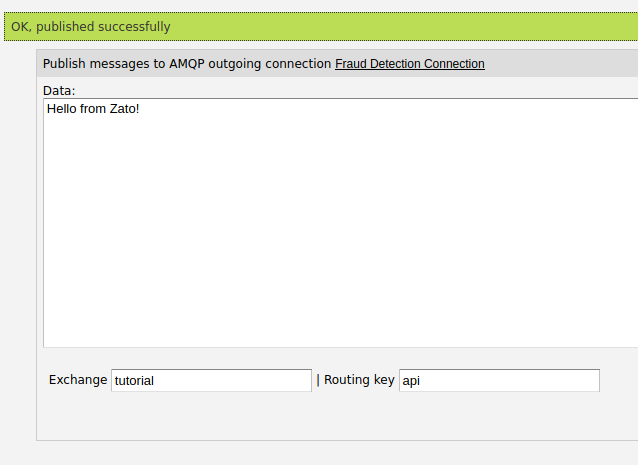 OK, published successfully
Publish messages to AMQP outgoing connection Fraud Detection Connection
Data:
Hello from Zato!
Exchange tutorial | Routing key api